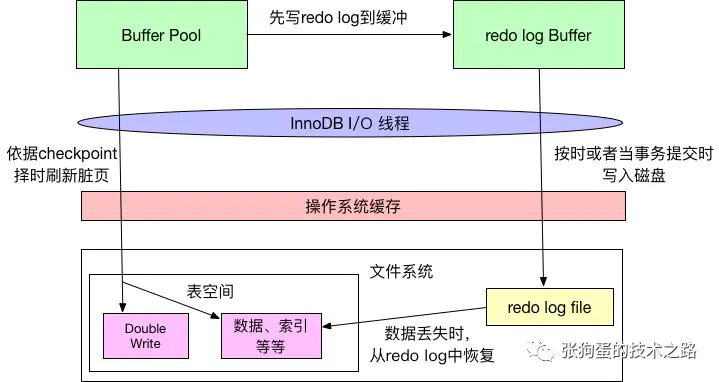 Buffer Pool
先写redo log到缓冲
redo log Buffer
InnoDB I/O 线程
依据checkpoint
择时刷新脏页
按时或者当事务提交时
写入磁盘
操作系统缓存
文件系统
表空间
Double
Write
数据、索引
等等
redo log file
数据丢失时，
从redo log中恢复
张狗蛋的技术之路